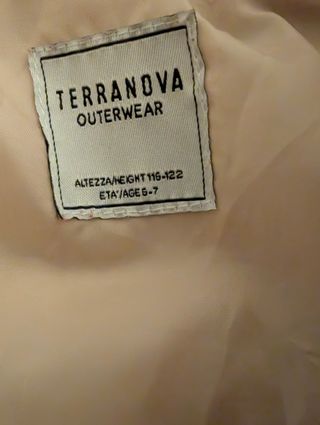 TERRANOVA
OUTERWEAR
ALTEZZA/HEIGHT 116-122
ETA'/AGE 6-7